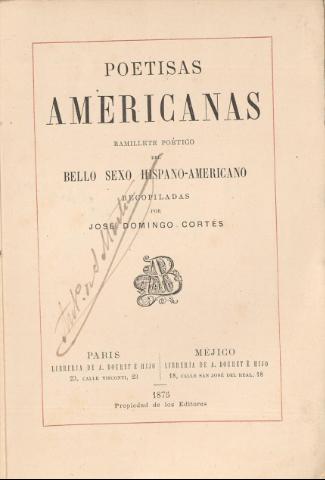 POETISAS
AMERICANAS
RAMILLETE POÉTICO
DEL
BELLO SEXO HISPANO-AMERICANO
RECOPILADAS
POR
JOSÉ DOMINGO CORTÉS
PARIS
LIBRERIA DE A. BOURET É HIJO
23, CALLE VISCONTI, 23
MÉJICO
LIBRERIA DE A. BOURET É HIJO
18, CALLE SAN JOSÉ DEL REAL, 18
1875
Propiedad de los Editores